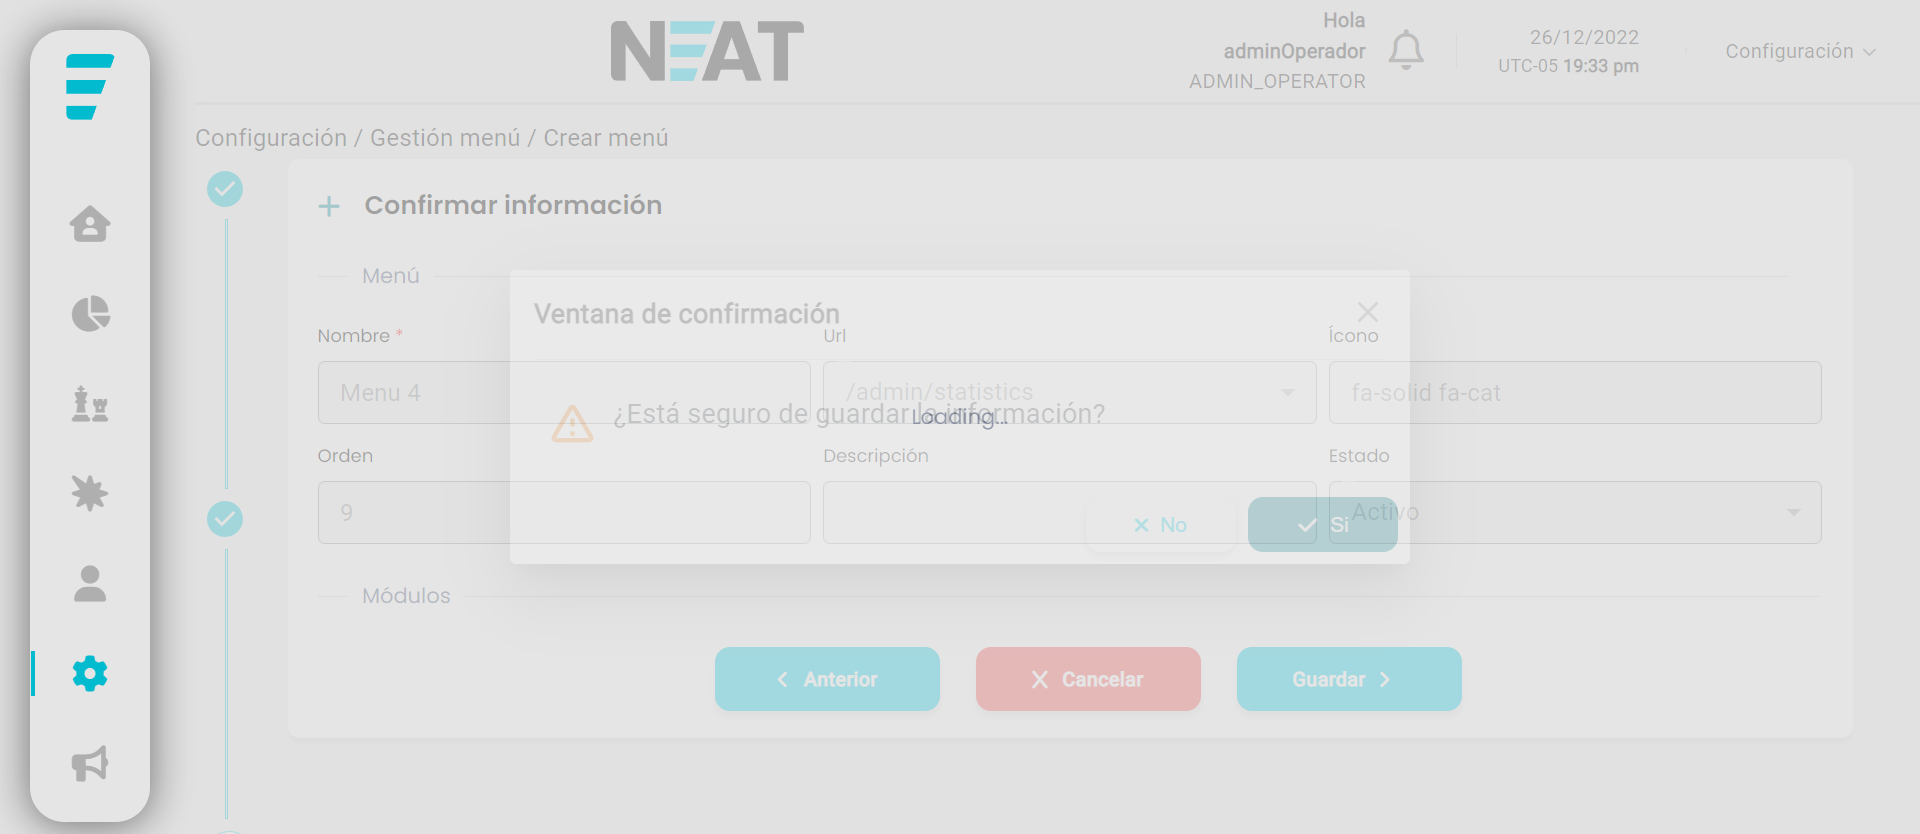 NEAT
Hola
adminOperador
ADMIN_OPERATOR
26/12/2022
UTC-05 19:33 pm
Configuración
Configuración / Gestión menú / Crear menú
Confirmar información
Menú
Ventana de confirmación
Nombre *
Url
Ícono
Menu 4
/admin/statistics
fa-solid fa-cat
¿Está seguro de guardar la información?
Loading...
Orden
Descripción
Estado
9
Activo
No
Si
Módulos
Anterior
Cancelar
Guardar